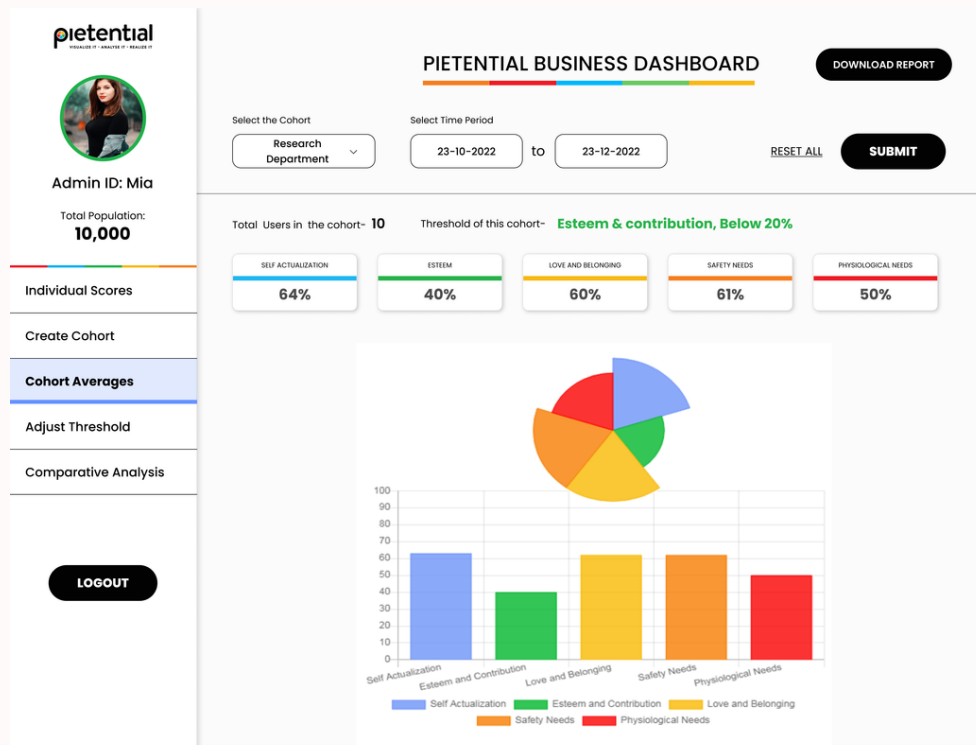 pietential
VISUALIZE IT • ANALYSE IT • REALIZE IT
Admin ID: Mia
Total Population:
10,000
Individual Scores
Create Cohort
Cohort Averages
Adjust Threshold
Comparative Analysis
LOGOUT
PIETENTIAL BUSINESS DASHBOARD
DOWNLOAD REPORT
Select the Cohort
Research
Department
Select Time Period
23-10-2022 to 23-12-2022
RESET ALL
SUBMIT
Total Users in the cohort- 10
Threshold of this cohort- Esteem & contribution, Below 20%
SELF ACTUALIZATION
64%
ESTEEM
40%
LOVE AND BELONGING
60%
SAFETY NEEDS
61%
PHYSIOLOGICAL NEEDS
50%
100
90
80
70
60
50
40
30
20
10
0
Self Actualization
Esteem and Contribution
Love and Belonging
Safety Needs
Physiological Needs
Self Actualization Esteem and Contribution Love and Belonging
Safety Needs Physiological Needs